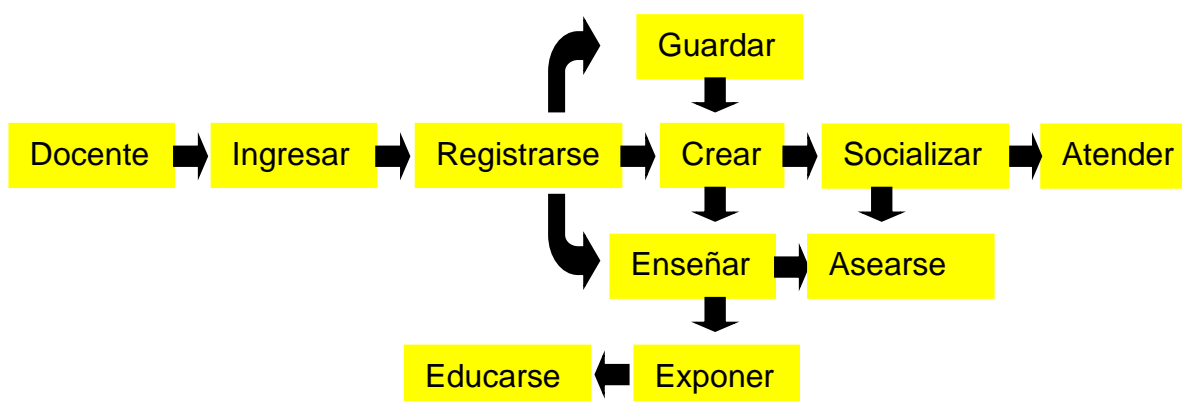 Guardar
Docente Ingresar Registrarse Crear Socializar Atender
Enseñar Asearse
Educarse Exponer